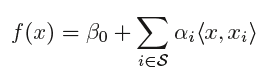 f(x) = β₀ + ∑_{i∈𝒮} αᵢ⟨x, xᵢ⟩